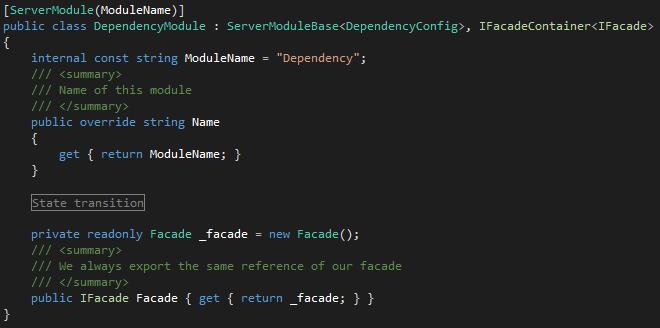 [ServerModule(ModuleName)]
public class DependencyModule : ServerModuleBase<DependencyConfig>, IFacadeContainer<IFacade>
{
    internal const string ModuleName = "Dependency";
    /// <summary>
    /// Name of this module
    /// </summary>
    public override string Name
    {
        get { return ModuleName; }
    }

    State transition

    private readonly Facade _facade = new Facade();
    /// <summary>
    /// We always export the same reference of our facade
    /// </summary>
    public IFacade Facade { get { return _facade; } }
}